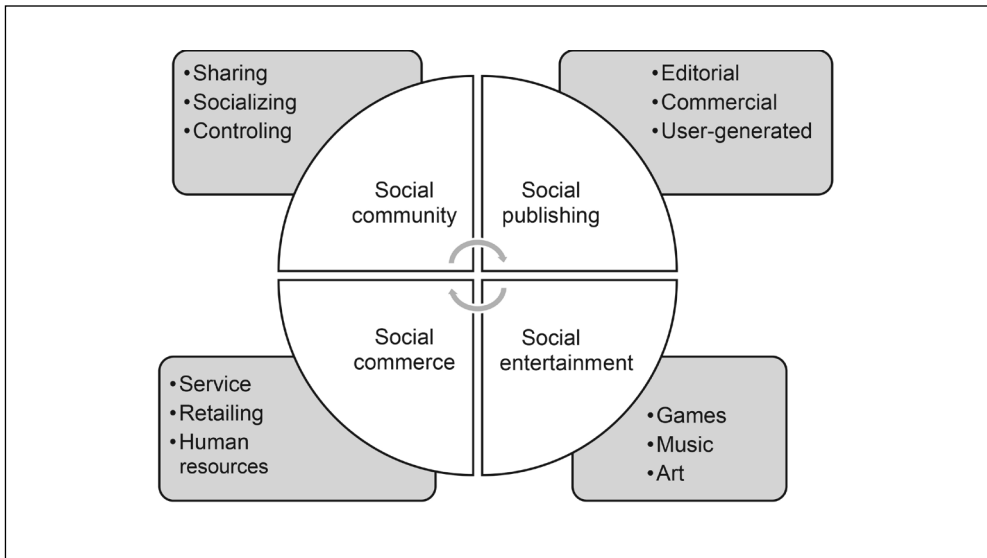 •Sharing
•Socializing
•Controling
•Editorial
•Commercial
•User-generated
Social
community
Social
publishing
Social
commerce
Social
entertainment
•Service
•Retailing
•Human
resources
•Games
•Music
•Art